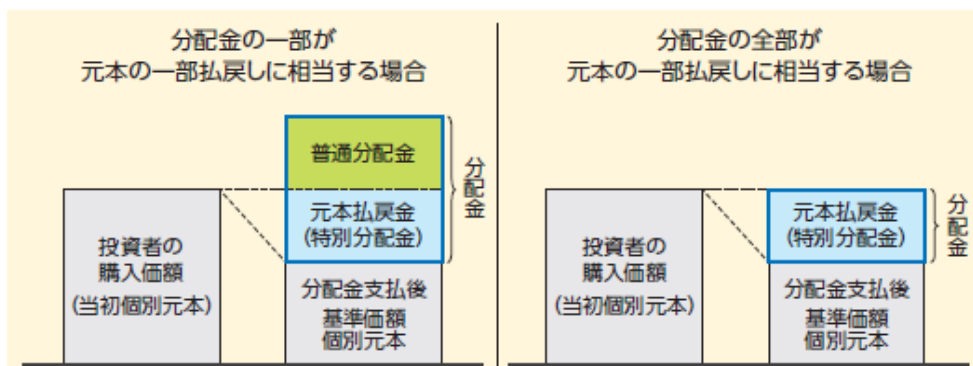 分配金の一部が
元本の一部払戻しに相当する場合
普通分配金
元本払戻金
(特別分配金)
分配金
投資者の
購入価額
(当初個別元本)
分配金支払後
基準価額
個別元本
分配金の全部が
元本の一部払戻しに相当する場合
元本払戻金
(特別分配金)
分配金
投資者の
購入価額
(当初個別元本)
分配金支払後
基準価額
個別元本